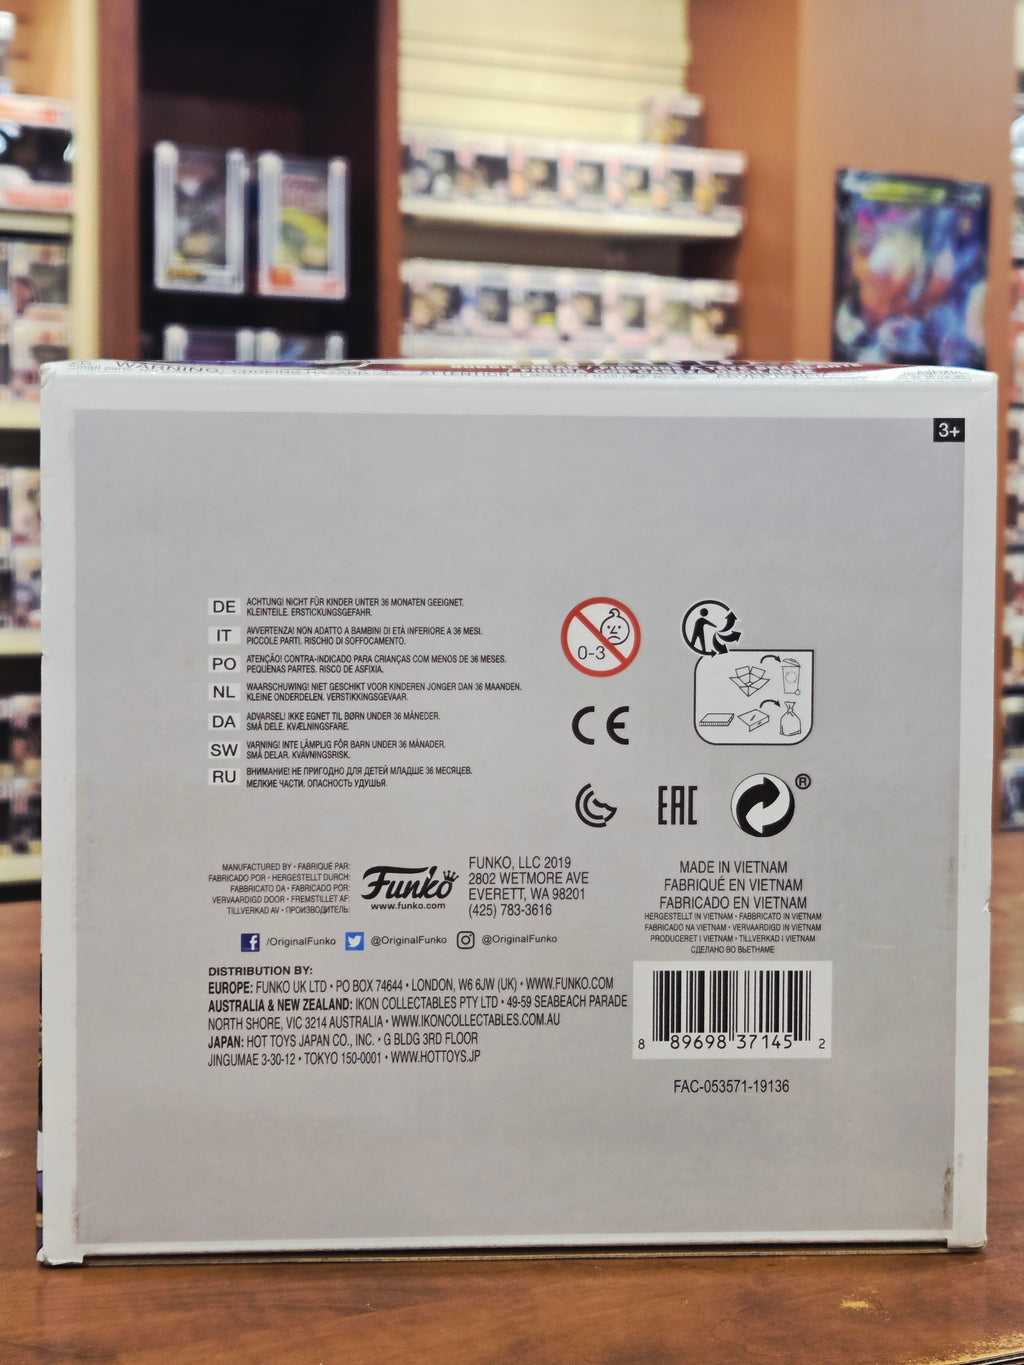 WARNING:
3+
DE ACHTUNG! NICHT FÜR KINDER UNTER 36 MONATEN GEEIGNET.
KLEINTEILE. ERSTICKUNGSGEFAHR.
IT AVVERTENZA! NON ADATTO A BAMBINI DI ETÀ INFERIORE A 36 MESI.
PICCOLE PARTI. RISCHIO DI SOFFOCAMENTO.
PO ATENÇÃO! CONTRA-INDICADO PARA CRIANÇAS COM MENOS DE 36 MESES.
PEQUENAS PARTES. RISCO DE ASFIXIA.
NL WAARSCHUWING! NIET GESCHIKT VOOR KINDEREN JONGER DAN 36 MAANDEN.
KLEINE ONDERDELEN. VERSTIKKINGSGEVAAR.
DA ADVARSEL! IKKE EGNET TIL BØRN UNDER 36 MÅNEDER.
SMÅ DELE. KVÆLNINGSFARE.
SW VARNING! INTE LÄMPLIG FÖR BARN UNDER 36 MÅNADER.
SMÅ DELAR. KVÄVNINGSRISK.
RU ВНИМАНИЕ! НЕ ПРИГОДНО ДЛЯ ДЕТЕЙ МЛАДШЕ 36 МЕСЯЦЕВ.
МЕЛКИЕ ЧАСТИ. ОПАСНОСТЬ УДУШЬЯ.
0-3
CE
EAC
®
MANUFACTURED BY • FABRIQUÉ PAR:
FABRICADO POR • HERGESTELLT DURCH:
FABBRICATO DA • FABRICADO POR:
VERVAARDIGD DOOR • FREMSTILLET AF:
TILLVERKAD AV • ПРОИЗВОДИТЕЛЬ:
Funko
www.funko.com
FUNKO, LLC 2019
2802 WETMORE AVE
EVERETT, WA 98201
(425) 783-3616
/OriginalFunko @OriginalFunko @OriginalFunko
MADE IN VIETNAM
FABRIQUÉ EN VIETNAM
FABRICADO EN VIETNAM
HERGESTELLT IN VIETNAM • FABBRICATO IN VIETNAM
FABRICADO NA VIETNAM • VERVAARDIGD IN VIETNAM
PRODUCERET I VIETNAM • TILLVERKAD I VIETNAM
СДЕЛАНО ВО ВЬЕТНАМЕ
DISTRIBUTION BY:
EUROPE: FUNKO UK LTD • PO BOX 74644 • LONDON, W6 6JW (UK) • WWW.FUNKO.COM
AUSTRALIA & NEW ZEALAND: IKON COLLECTABLES PTY LTD • 49-59 SEABEACH PARADE
NORTH SHORE, VIC 3214 AUSTRALIA • WWW.IKONCOLLECTABLES.COM.AU
JAPAN: HOT TOYS JAPAN CO., INC. • G BLDG 3RD FLOOR
JINGUMAE 3-30-12 • TOKYO 150-0001 • WWW.HOTTOYS.JP
8 89698 37145 2
FAC-053571-19136